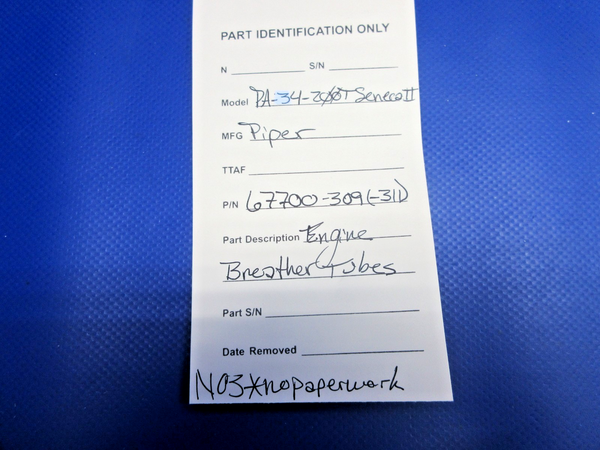 PART IDENTIFICATION ONLY
N S/N
Model PA-34-200T Seneca II
MFG Piper
TTAF
P/N 67700-309 (-311)
Part Description Engine
Breather Tubes
Part S/N
Date Removed
N03*nopaperwork